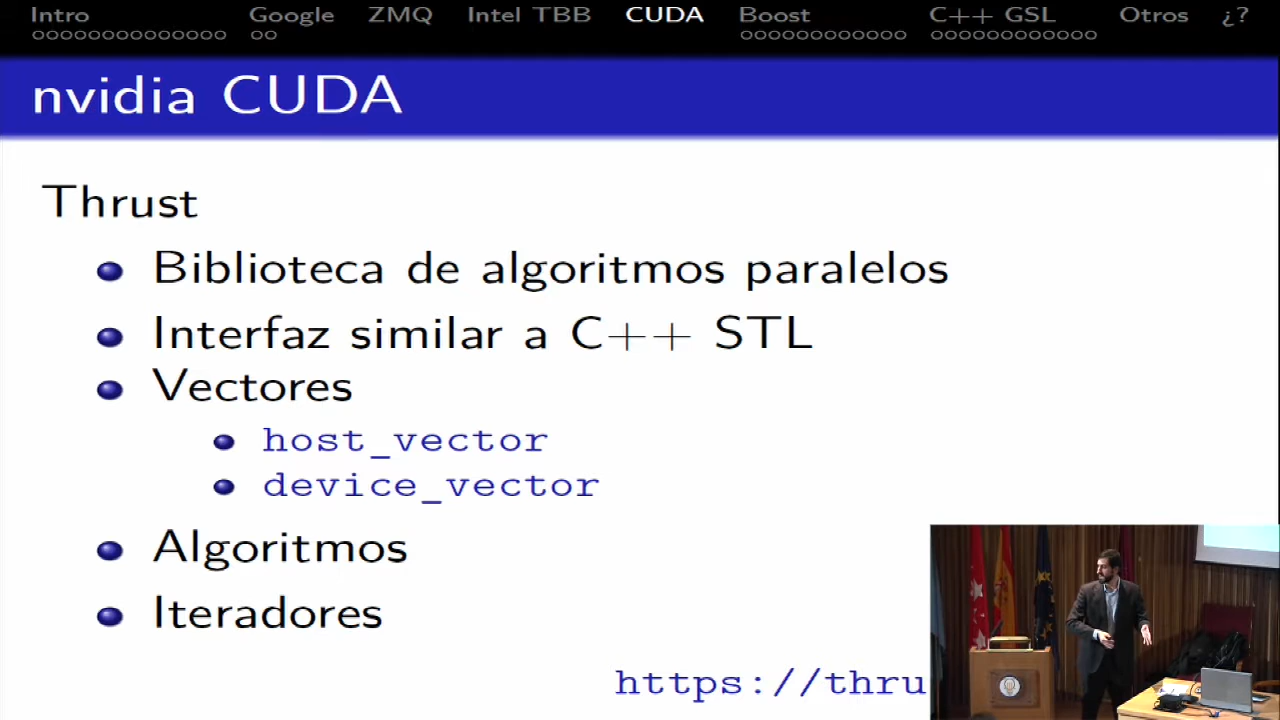 Intro Google ZMQ Intel TBB CUDA Boost C++ GSL Otros ¿?
nvidia CUDA
Thrust
Biblioteca de algoritmos paralelos
Interfaz similar a C++ STL
Vectores
host_vector
device_vector
Algoritmos
Iteradores
https://thru